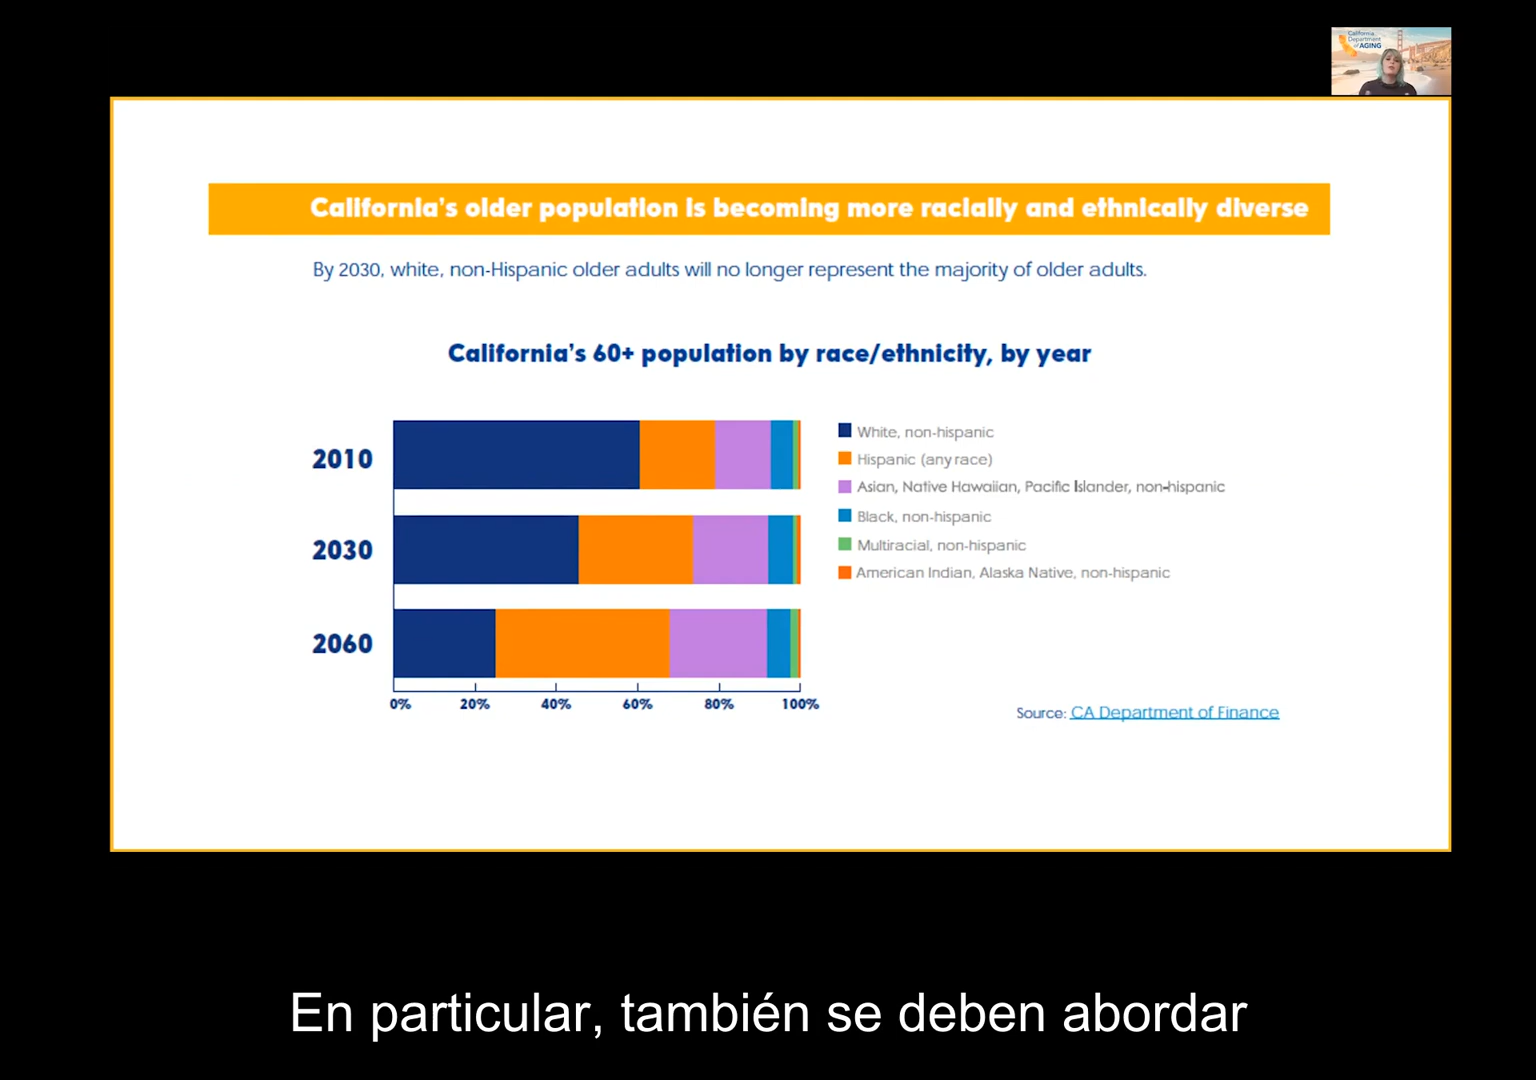 California
Department
of AGING
California's older population is becoming more racially and ethnically diverse
By 2030, white, non-Hispanic older adults will no longer represent the majority of older adults.
California's 60+ population by race/ethnicity, by year
2010
2030
2060
0% 20% 40% 60% 80% 100%
White, non-hispanic
Hispanic (any race)
Asian, Native Hawaiian, Pacific Islander, non-hispanic
Black, non-hispanic
Multiracial, non-hispanic
American Indian, Alaska Native, non-hispanic
Source: CA Department of Finance
En particular, también se deben abordar